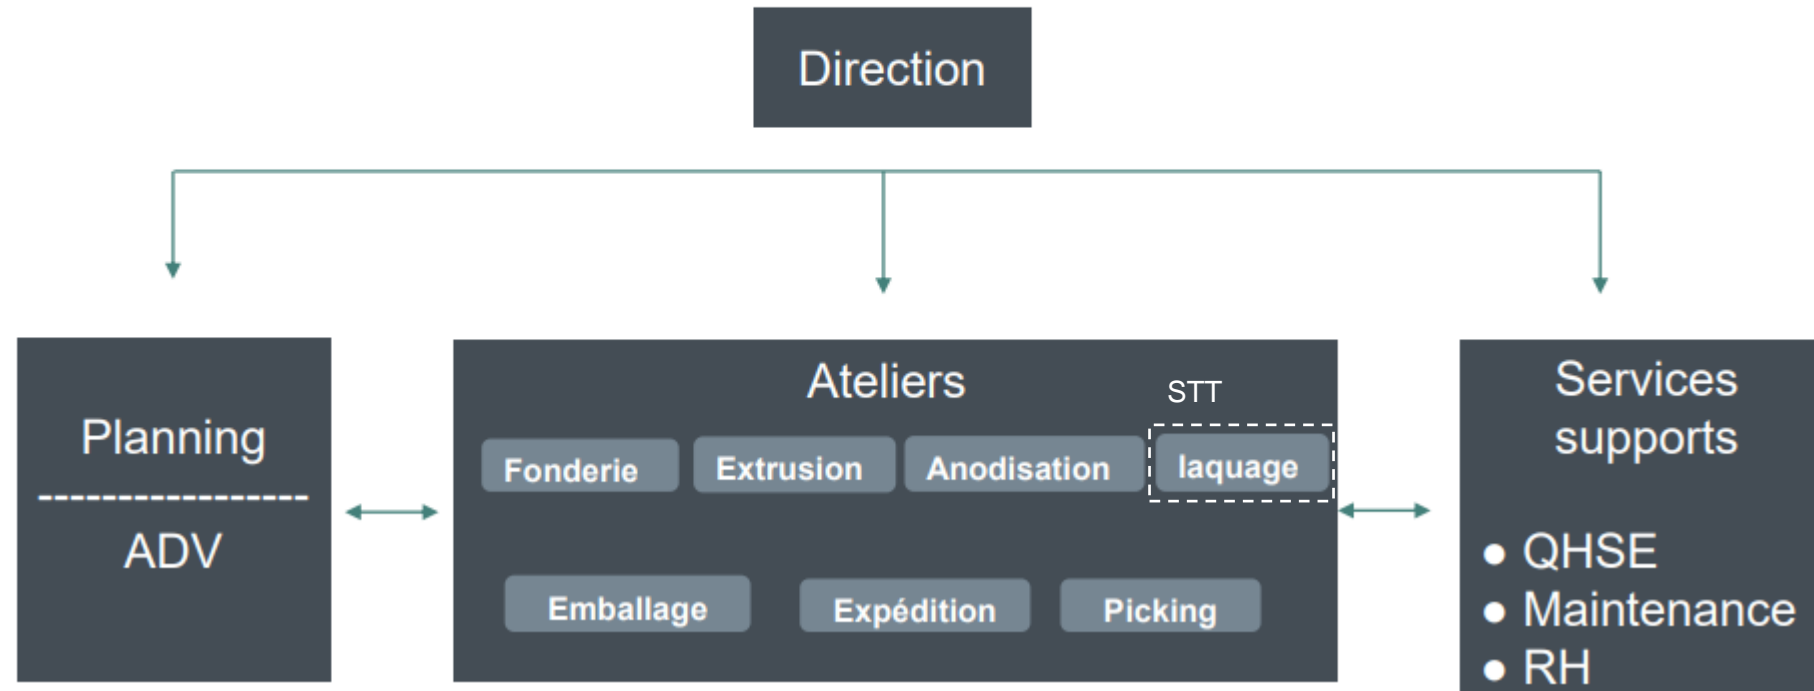 Direction
Planning
-----------------
ADV
Ateliers
STT
Fonderie
Extrusion
Anodisation
laquage
Emballage
Expédition
Picking
Services
supports
● QHSE
● Maintenance
● RH